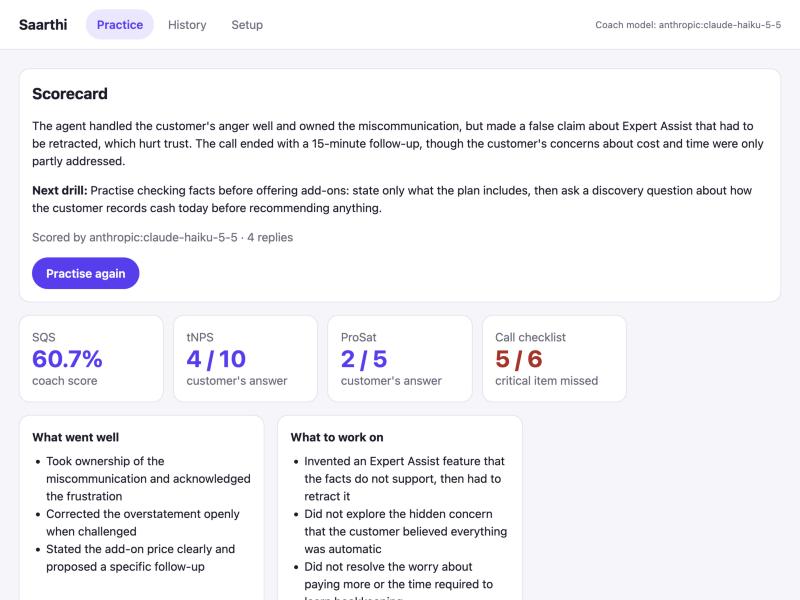 Saarthi
Practice
History
Setup
Coach model: anthropic:claude-haiku-5-5
Scorecard
The agent handled the customer's anger well and owned the miscommunication, but made a false claim about Expert Assist that had to
be retracted, which hurt trust. The call ended with a 15-minute follow-up, though the customer's concerns about cost and time were only
partly addressed.
Next drill: Practise checking facts before offering add-ons: state only what the plan includes, then ask a discovery question about how
the customer records cash today before recommending anything.
Scored by anthropic:claude-haiku-5-5 · 4 replies
Practise again
SQS
60.7%
coach score
tNPS
4 / 10
customer's answer
ProSat
2 / 5
customer's answer
Call checklist
5 / 6
critical item missed
What went well
• Took ownership of the
miscommunication and acknowledged
the frustration
• Corrected the overstatement openly
when challenged
• Stated the add-on price clearly and
proposed a specific follow-up
What to work on
• Invented an Expert Assist feature that
the facts do not support, then had to
retract it
• Did not explore the hidden concern
that the customer believed everything
was automatic
• Did not resolve the worry about
paying more or the time required to